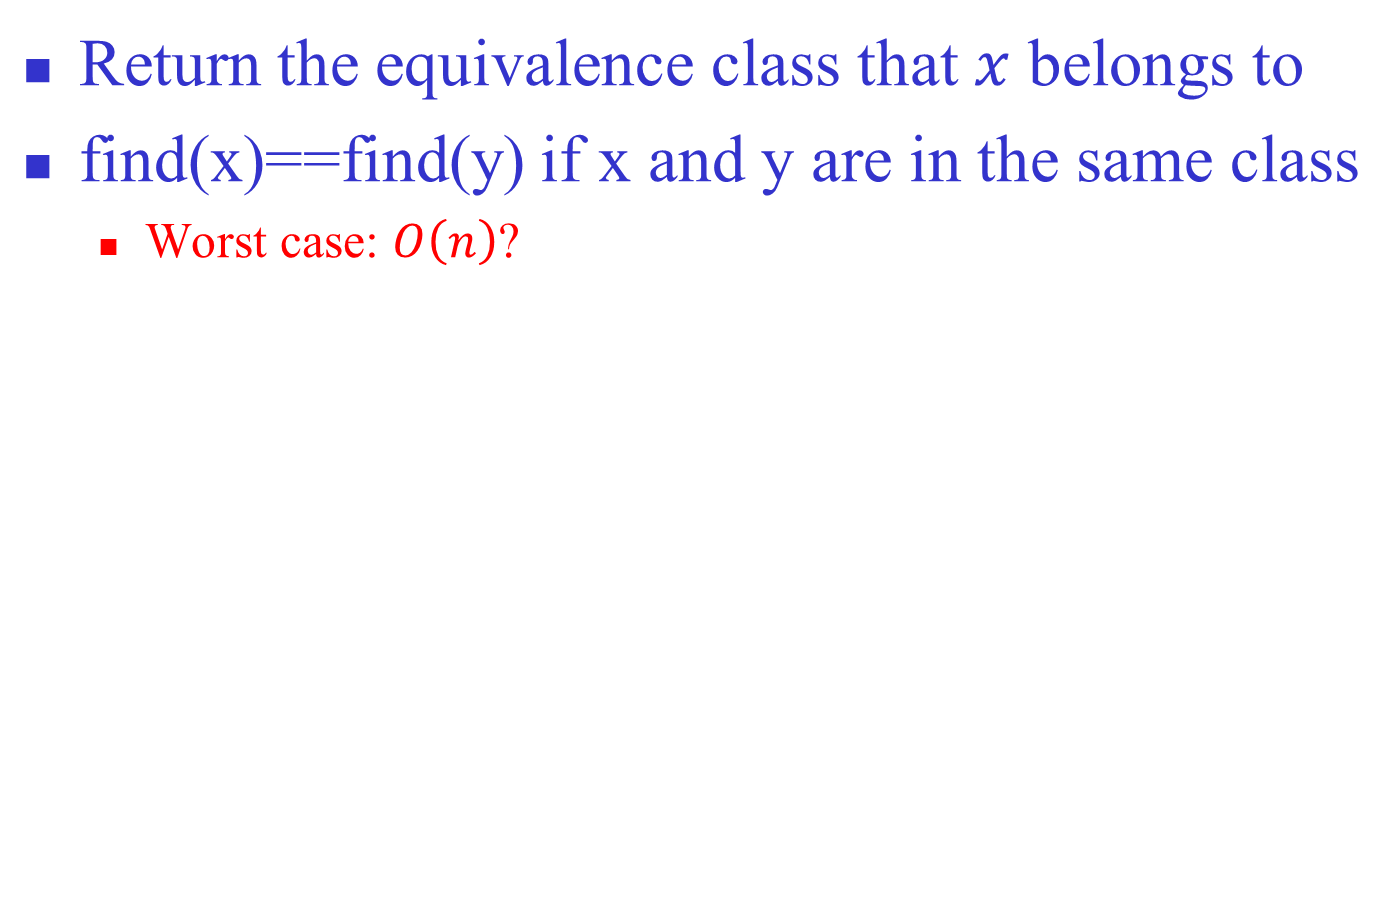 ▪ Return the equivalence class that x belongs to
▪ find(x)==find(y) if x and y are in the same class
▪ Worst case: O(n)?